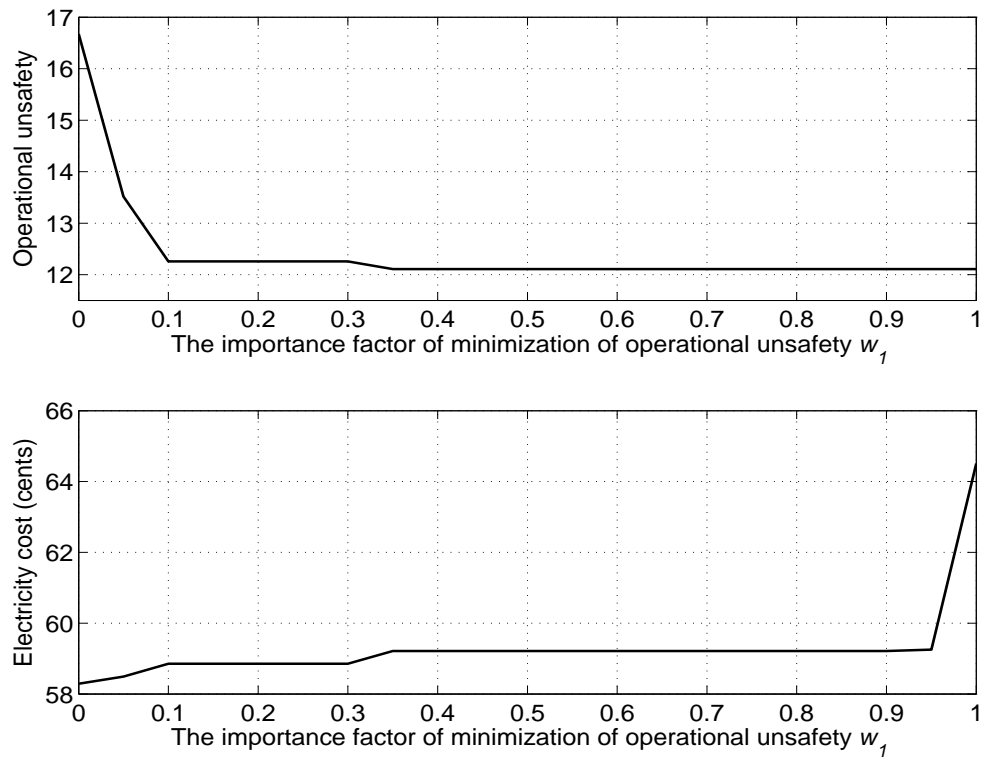 17
16
15
14
13
12
Operational unsafety
0 0.1 0.2 0.3 0.4 0.5 0.6 0.7 0.8 0.9 1
The importance factor of minimization of operational unsafety w_1
66
64
62
60
58
Electricity cost (cents)
0 0.1 0.2 0.3 0.4 0.5 0.6 0.7 0.8 0.9 1
The importance factor of minimization of operational unsafety w_1